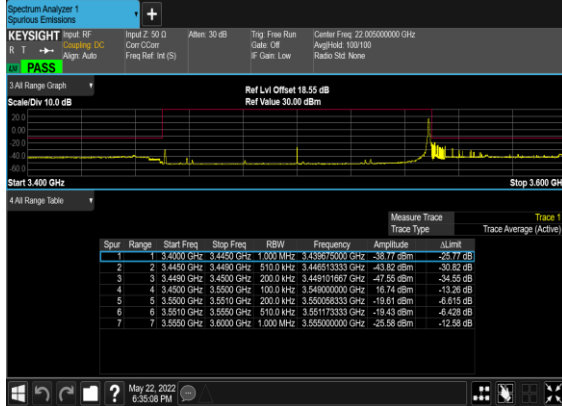 Spectrum Analyzer 1
Spurious Emissions
+
KEYSIGHT Input: RF Input Z: 50 Ω Atten: 30 dB Trig: Free Run Center Freq: 22.005000000 GHz
R T Coupling: DC Corr CCorr Gate: Off Avg|Hold: 100/100
Align: Auto Freq Ref: Int (S) IF Gain: Low Radio Std: None
PASS
3 All Range Graph
Ref Lvl Offset 18.55 dB
Scale/Div 10.0 dB Ref Value 30.00 dBm
20.0
0.00
-20.0
-40.0
-60.0
Start 3.400 GHz Stop 3.600 GH
4 All Range Table
Measure Trace Trace 1
Trace Type Trace Average (Active)
Spur Range Start Freq Stop Freq RBW Frequency Amplitude ΔLimit
1 1 3.4000 GHz 3.4450 GHz 1.000 MHz 3.439675000 GHz -38.77 dBm -25.77 dB
2 2 3.4450 GHz 3.4490 GHz 510.0 kHz 3.446513333 GHz -43.82 dBm -30.82 dB
3 3 3.4490 GHz 3.4500 GHz 200.0 kHz 3.449101667 GHz -47.55 dBm -34.55 dB
4 4 3.4500 GHz 3.5500 GHz 100.0 kHz 3.549000000 GHz 16.74 dBm -13.26 dB
5 5 3.5500 GHz 3.5510 GHz 200.0 kHz 3.550058333 GHz -19.61 dBm -6.615 dB
6 6 3.5510 GHz 3.5550 GHz 510.0 kHz 3.551173333 GHz -19.43 dBm -6.428 dB
7 7 3.5550 GHz 3.6000 GHz 1.000 MHz 3.555000000 GHz -25.58 dBm -12.58 dB
? May 22, 2022
6:35:08 PM